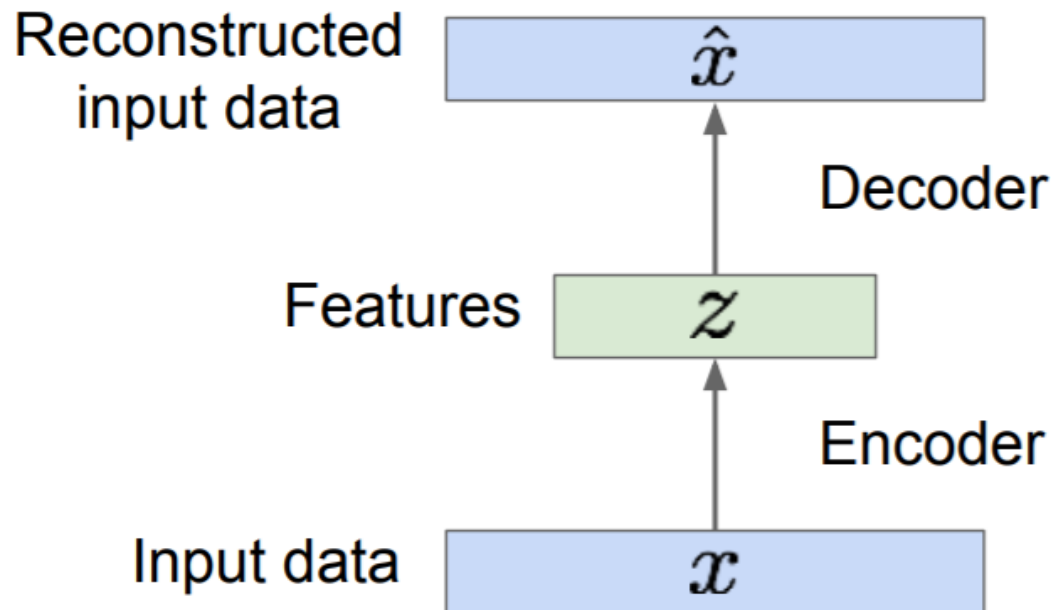 Reconstructed
input data
x̂
Decoder
Features
z
Encoder
Input data
x